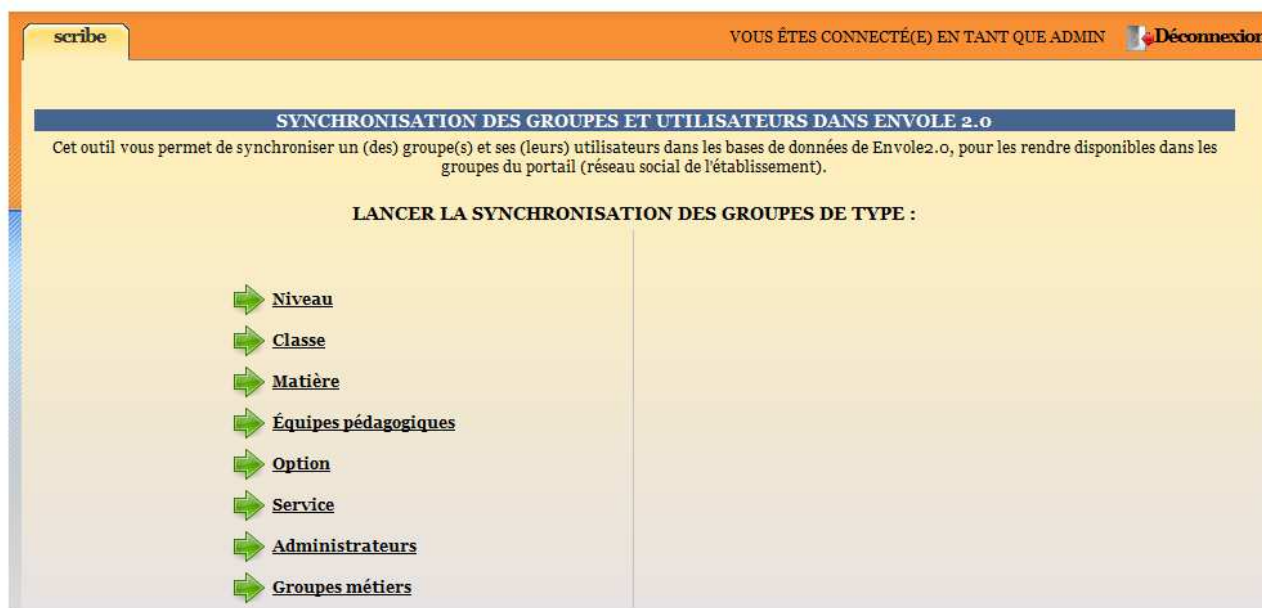 scribe
VOUS ÊTES CONNECTÉ(E) EN TANT QUE ADMIN
Déconnexion
SYNCHRONISATION DES GROUPES ET UTILISATEURS DANS ENVOLE 2.0
Cet outil vous permet de synchroniser un (des) groupe(s) et ses (leurs) utilisateurs dans les bases de données de Envole2.0, pour les rendre disponibles dans les
groupes du portail (réseau social de l'établissement).
LANCER LA SYNCHRONISATION DES GROUPES DE TYPE :
Niveau
Classe
Matière
Équipes pédagogiques
Option
Service
Administrateurs
Groupes métiers